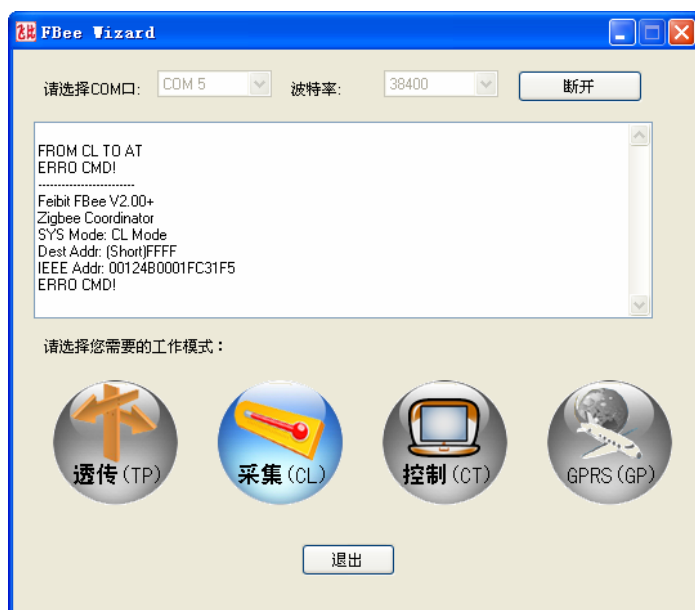 飞比 FBee Wizard
请选择COM口: COM 5 波特率: 38400 断开
FROM CL TO AT
ERRO CMD!
------------------------
Feibit FBee V2.00+
Zigbee Coordinator
SYS Mode: CL Mode
Dest Addr: (Short)FFFF
IEEE Addr: 00124B0001FC31F5
ERRO CMD!
请选择您需要的工作模式：
透传(TP) 采集(CL) 控制(CT) GPRS(GP)
退出